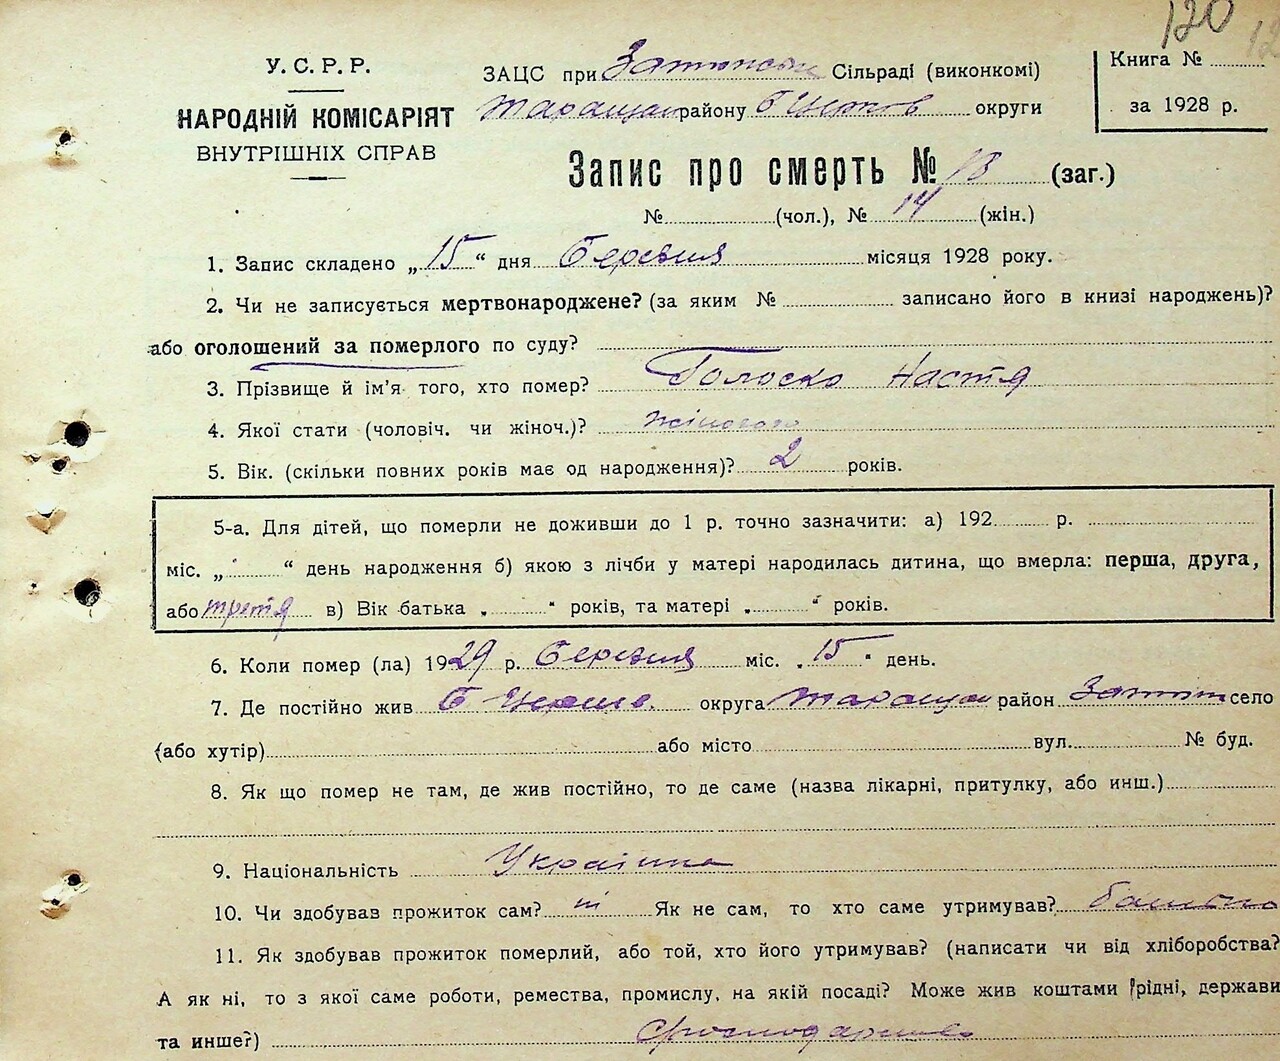 120
У.С.Р.Р.
НАРОДНІЙ КОМІСАРІЯТ
ВНУТРІШНІХ СПРАВ
ЗАЦС при Сільраді (виконкомі)
району округи
Книга №
за 1928 р.
Запис про смерть № 18 (заг.)
№ (чол.), № 14 (жін.)
1. Запис складено „15“ дня Березня місяця 1928 року.
2. Чи не записується мертвонароджене? (за яким № записано його в книзі народжень)?
або оголошений за померлого по суду?
3. Прізвище й ім'я того, хто помер? Голоско Настя
4. Якої стати (чоловіч. чи жіноч.)? жіночого
5. Вік. (скільки повних років має од народження)? 2 років.
5-а. Для дітей, що померли не доживши до 1 р. точно зазначити: а) 192 р.
міс. „ “ день народження б) якою з лічби у матері народилась дитина, що вмерла: перша, друга,
або третя в) Вік батька „ “ років, та матері „ “ років.
6. Коли помер (ла) 1929 р. Березня міс. „15“ день.
7. Де постійно жив округа район село
(або хутір) або місто вул. № буд.
8. Як що помер не там, де жив постійно, то де саме (назва лікарні, притулку, або инш.)
9. Національність Українка
10. Чи здобував прожиток сам? ні Як не сам, то хто саме утримував? батько
11. Як здобував прожиток померлий, або той, хто його утримував? (написати чи від хліборобства?
А як ні, то з якої саме роботи, ремества, промислу, на якій посаді? Може жив коштами рідні, держави
та инше?)